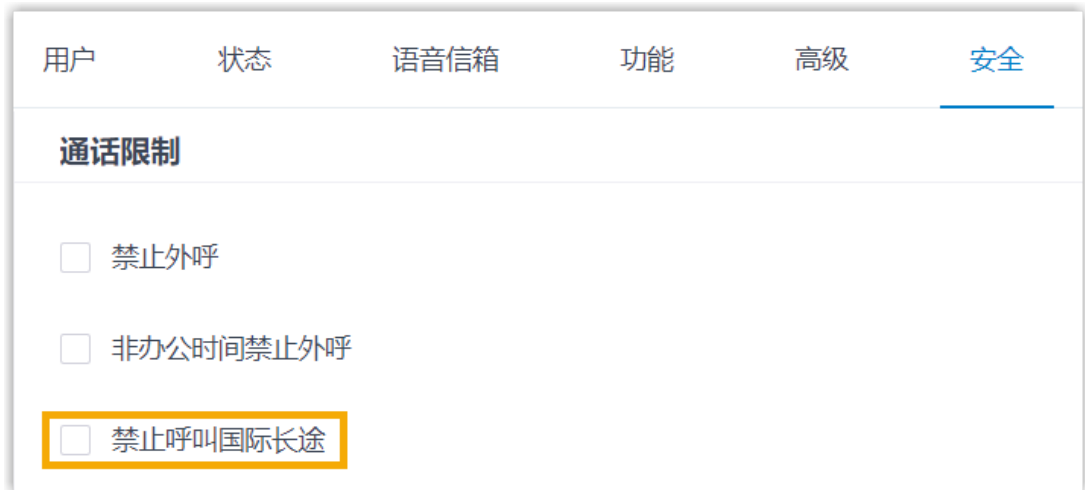 用户 状态 语音信箱 功能 高级 安全
通话限制
禁止外呼
非办公时间禁止外呼
禁止呼叫国际长途